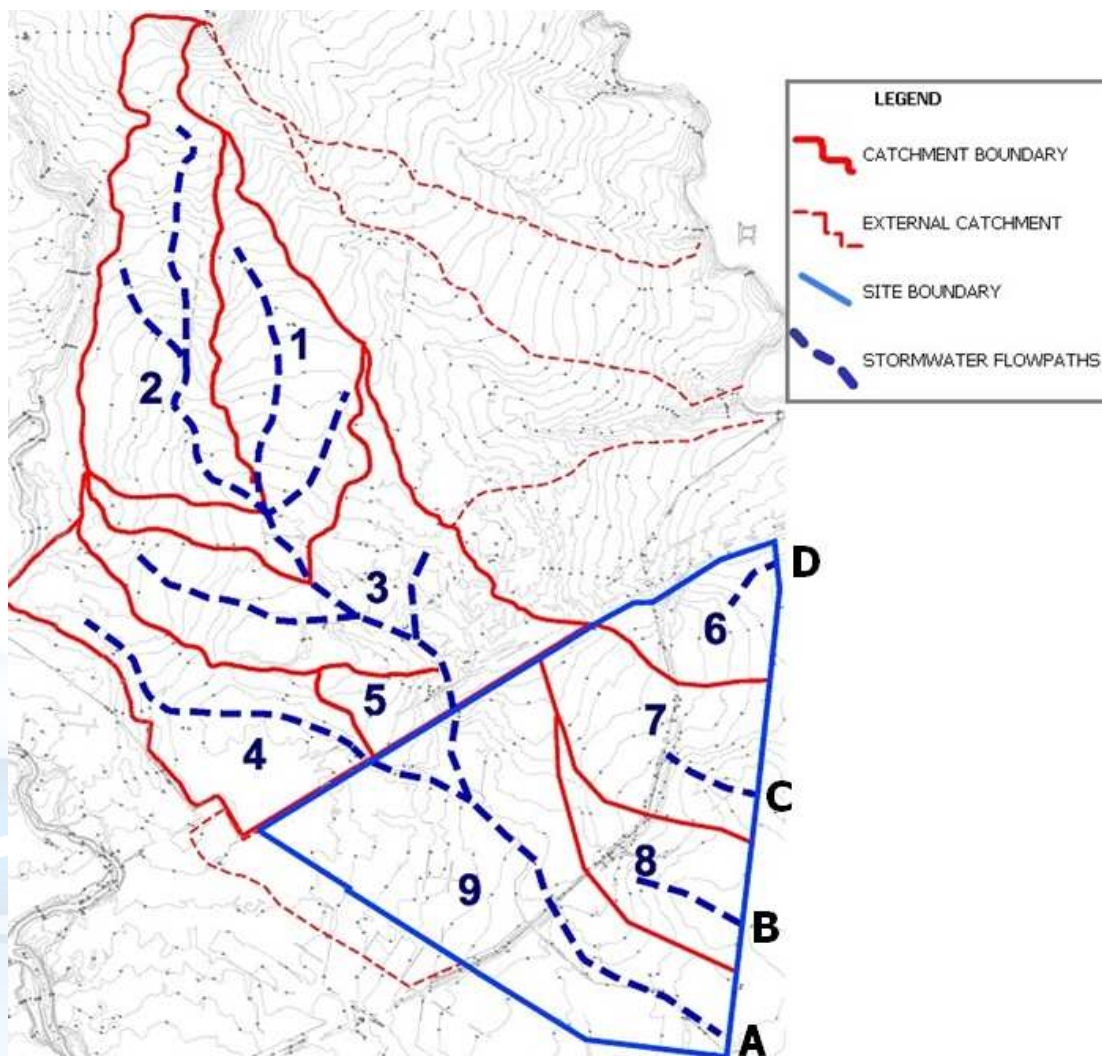 LEGEND
CATCHMENT BOUNDARY
EXTERNAL CATCHMENT
SITE BOUNDARY
STORMWATER FLOWPATHS
1
2
3
D
6
5
7
4
C
8
9
B
A